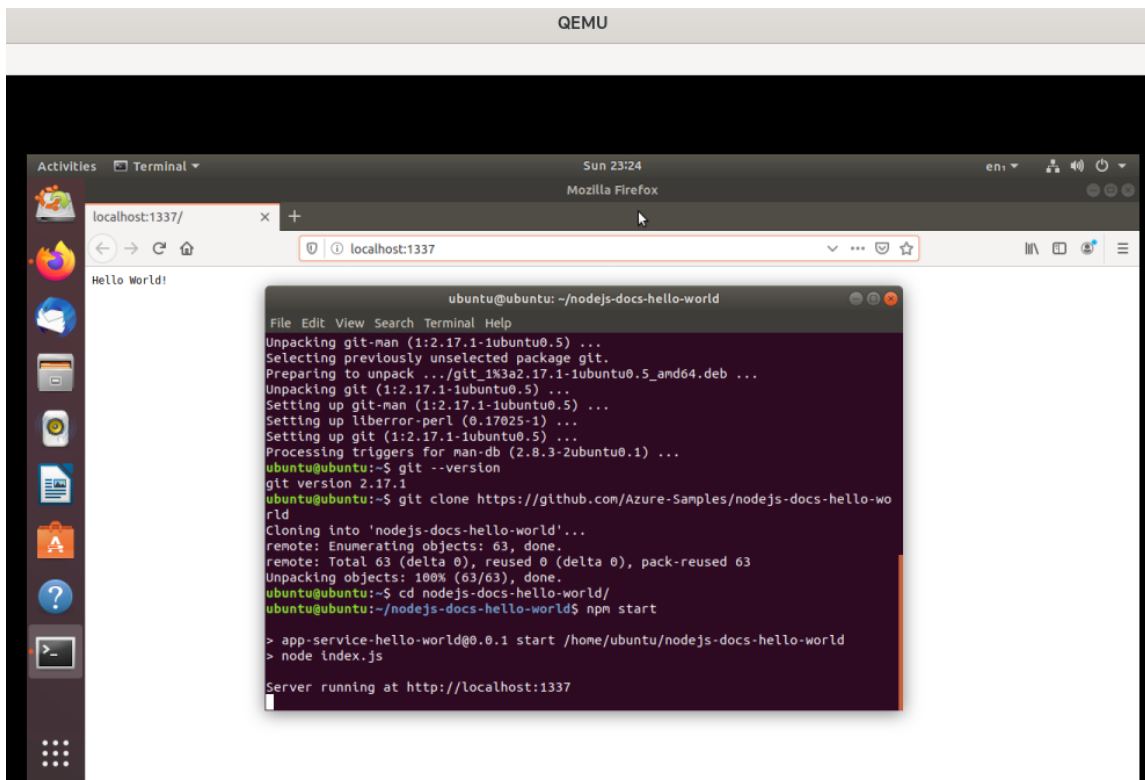 QEMU
Activities Terminal Sun 23:24 en1
Mozilla Firefox
localhost:1337/
localhost:1337
Hello World!
ubuntu@ubuntu: ~/nodejs-docs-hello-world
File Edit View Search Terminal Help
Unpacking git-man (1:2.17.1-1ubuntu0.5) ...
Selecting previously unselected package git.
Preparing to unpack .../git_1%3a2.17.1-1ubuntu0.5_amd64.deb ...
Unpacking git (1:2.17.1-1ubuntu0.5) ...
Setting up git-man (1:2.17.1-1ubuntu0.5) ...
Setting up liberror-perl (0.17025-1) ...
Setting up git (1:2.17.1-1ubuntu0.5) ...
Processing triggers for man-db (2.8.3-2ubuntu0.1) ...
ubuntu@ubuntu:~$ git --version
git version 2.17.1
ubuntu@ubuntu:~$ git clone https://github.com/Azure-Samples/nodejs-docs-hello-wo
rld
Cloning into 'nodejs-docs-hello-world'...
remote: Enumerating objects: 63, done.
remote: Total 63 (delta 0), reused 0 (delta 0), pack-reused 63
Unpacking objects: 100% (63/63), done.
ubuntu@ubuntu:~$ cd nodejs-docs-hello-world/
ubuntu@ubuntu:~/nodejs-docs-hello-world$ npm start
> app-service-hello-world@0.0.1 start /home/ubuntu/nodejs-docs-hello-world
> node index.js
Server running at http://localhost:1337